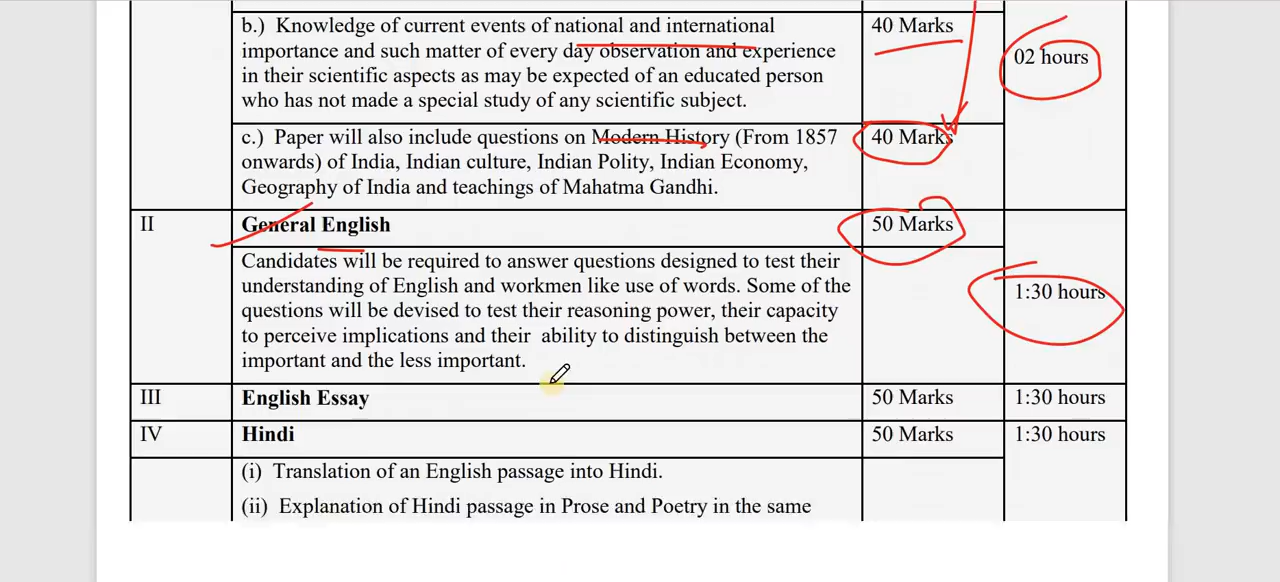 b.) Knowledge of current events of national and international 40 Marks
importance and such matter of every day observation and experience 02 hours
in their scientific aspects as may be expected of an educated person
who has not made a special study of any scientific subject.
c.) Paper will also include questions on Modern History (From 1857 40 Marks
onwards) of India, Indian culture, Indian Polity, Indian Economy,
Geography of India and teachings of Mahatma Gandhi.
II General English 50 Marks
Candidates will be required to answer questions designed to test their
understanding of English and workmen like use of words. Some of the 1:30 hours
questions will be devised to test their reasoning power, their capacity
to perceive implications and their ability to distinguish between the
important and the less important.
III English Essay 50 Marks 1:30 hours
IV Hindi 50 Marks 1:30 hours
(i) Translation of an English passage into Hindi.
(ii) Explanation of Hindi passage in Prose and Poetry in the same